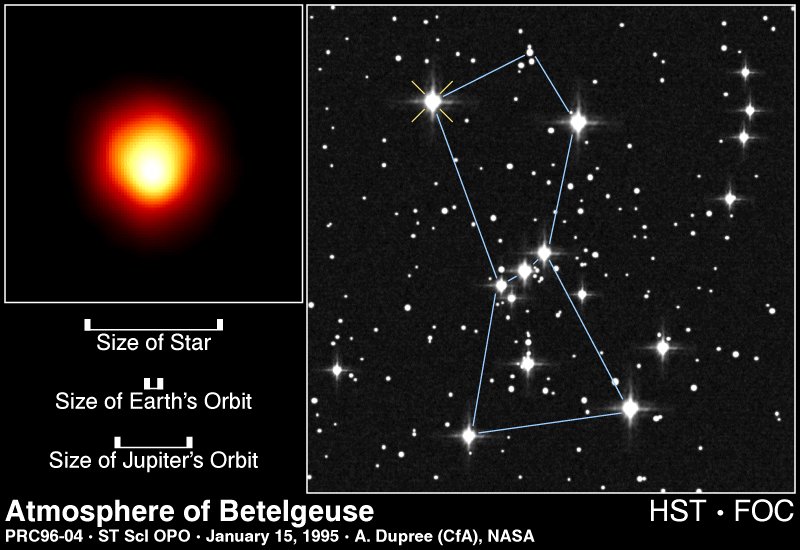 Size of Star
Size of Earth's Orbit
Size of Jupiter's Orbit
Atmosphere of Betelgeuse
HST • FOC
PRC96-04 • ST ScI OPO • January 15, 1995 • A. Dupree (CfA), NASA